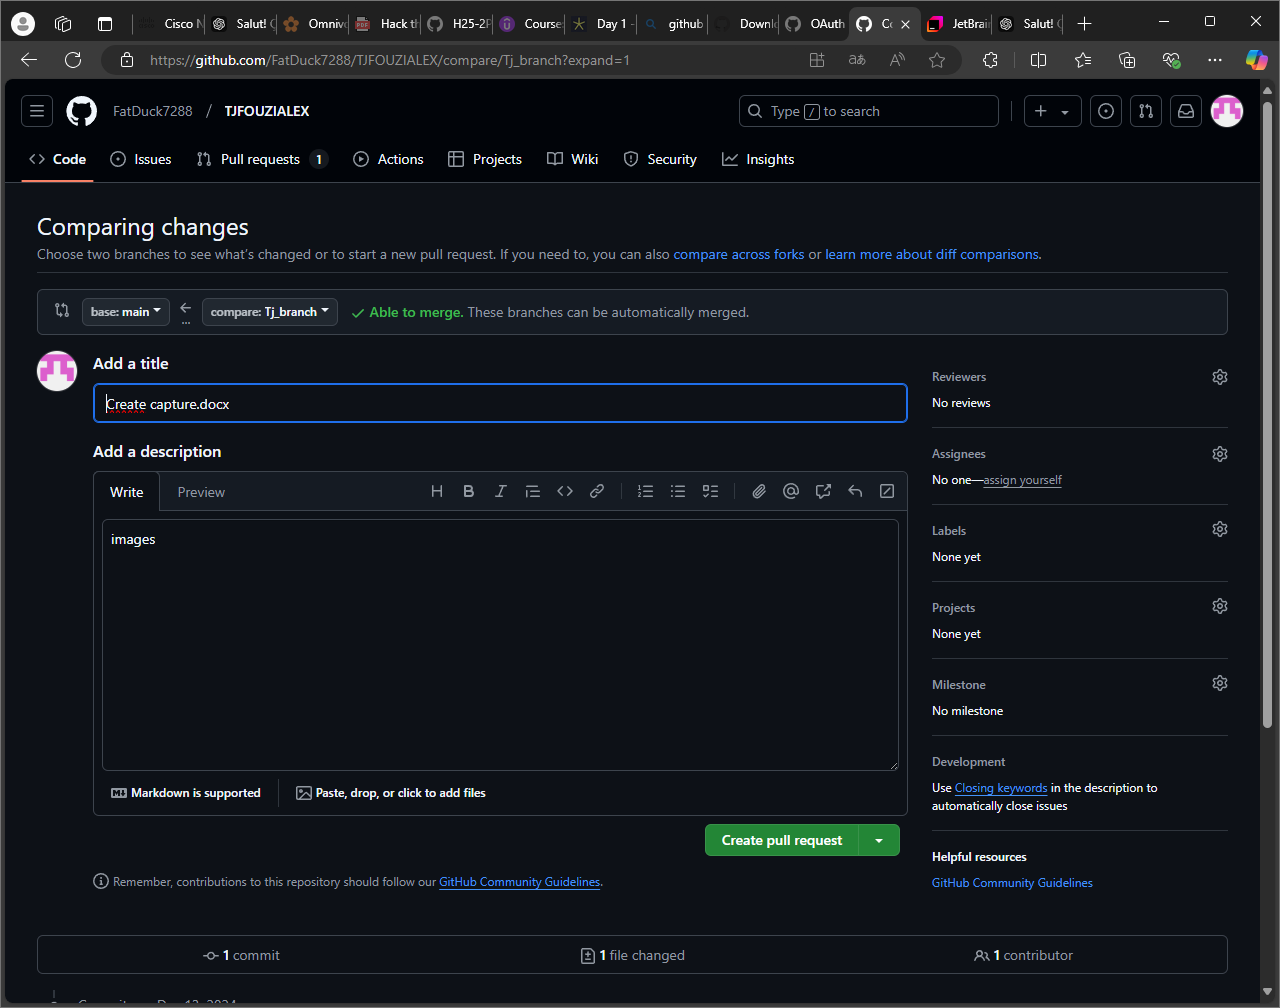 Cisco N
Salut! C
Omnivo
Hack th
H25-2P
Course
Day 1 -
github
Downlo
OAuth
Co
JetBrai
Salut! C
https://github.com/FatDuck7288/TJFOUZIALEX/compare/Tj_branch?expand=1
FatDuck7288 / TJFOUZIALEX
Type / to search
Code
Issues
Pull requests 1
Actions
Projects
Wiki
Security
Insights
Comparing changes
Choose two branches to see what's changed or to start a new pull request. If you need to, you can also compare across forks or learn more about diff comparisons.
base: main
compare: Tj_branch
Able to merge. These branches can be automatically merged.
Add a title
Create capture.docx
Add a description
Write
Preview
images
Markdown is supported
Paste, drop, or click to add files
Create pull request
Remember, contributions to this repository should follow our GitHub Community Guidelines.
Reviewers
No reviews
Assignees
No one—assign yourself
Labels
None yet
Projects
None yet
Milestone
No milestone
Development
Use Closing keywords in the description to
automatically close issues
Helpful resources
GitHub Community Guidelines
1 commit
1 file changed
1 contributor